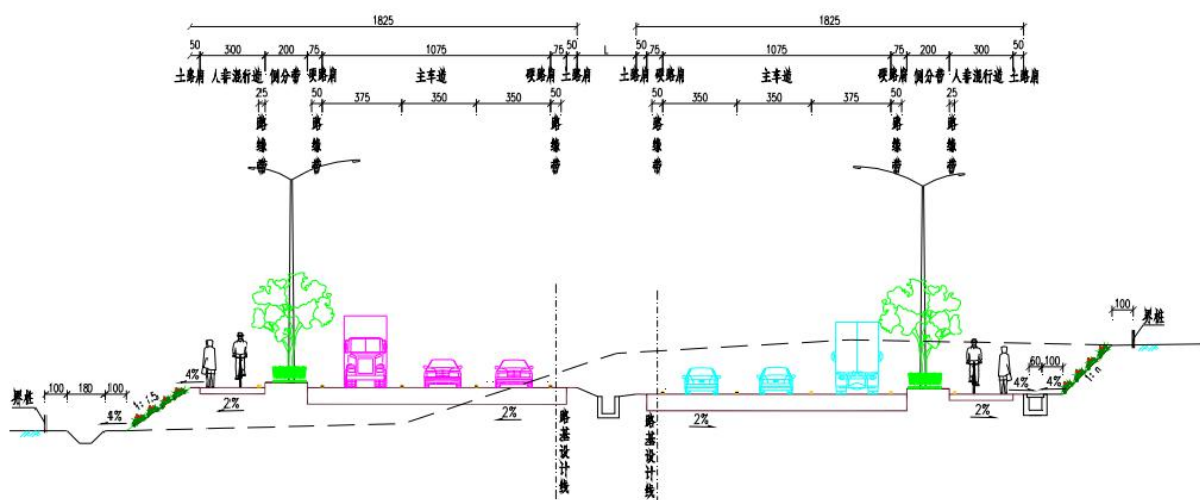 1825 1825
50 300 200 75 1075 75 50 L 50 75 1075 75 200 300 50
土路肩 人非混行道 侧分带 硬路肩 主车道 硬路肩 土路肩 土路肩 硬路肩 主车道 硬路肩 侧分带 人非混行道 土路肩
25 50 375 350 350 50 50 350 350 375 50 25
路缘带 路缘带 路缘带 路缘带 路缘带 路缘带
100 界桩
60 100
界桩 100 180 100 4% 1:1.5 4% 2% 2% 2% 2% 4% 4% 1:n
路基设计线 路基设计线